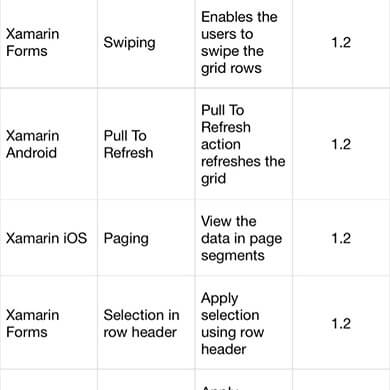 Xamarin Forms
Swiping
Enables the users to swipe the grid rows
1.2
Xamarin Android
Pull To Refresh
Pull To Refresh action refreshes the grid
1.2
Xamarin iOS
Paging
View the data in page segments
1.2
Xamarin Forms
Selection in row header
Apply selection using row header
1.2